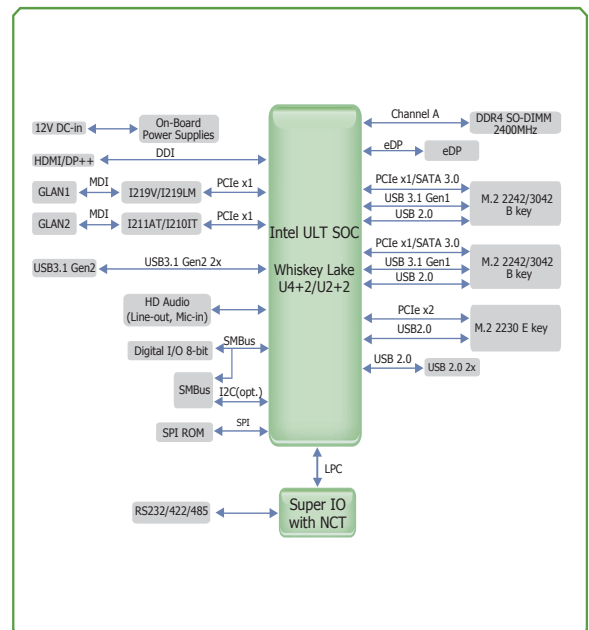 12V DC-in
On-Board
Power Supplies
HDMI/DP++
DDI
GLAN1
MDI
I219V/I219LM
PCIe x1
GLAN2
MDI
I211AT/I210IT
PCIe x1
USB3.1 Gen2
USB3.1 Gen2 2x
HD Audio
(Line-out, Mic-in)
Digital I/O 8-bit
SMBus
SMBus
I2C(opt.)
SPI ROM
SPI
Intel ULT SOC
Whiskey Lake
U4+2/U2+2
Channel A
DDR4 SO-DIMM
2400MHz
eDP
eDP
PCIe x1/SATA 3.0
USB 3.1 Gen1
USB 2.0
M.2 2242/3042
B key
PCIe x1/SATA 3.0
USB 3.1 Gen1
USB 2.0
M.2 2242/3042
B key
PCIe x2
USB2.0
M.2 2230 E key
USB 2.0
USB 2.0 2x
LPC
Super IO
with NCT
RS232/422/485